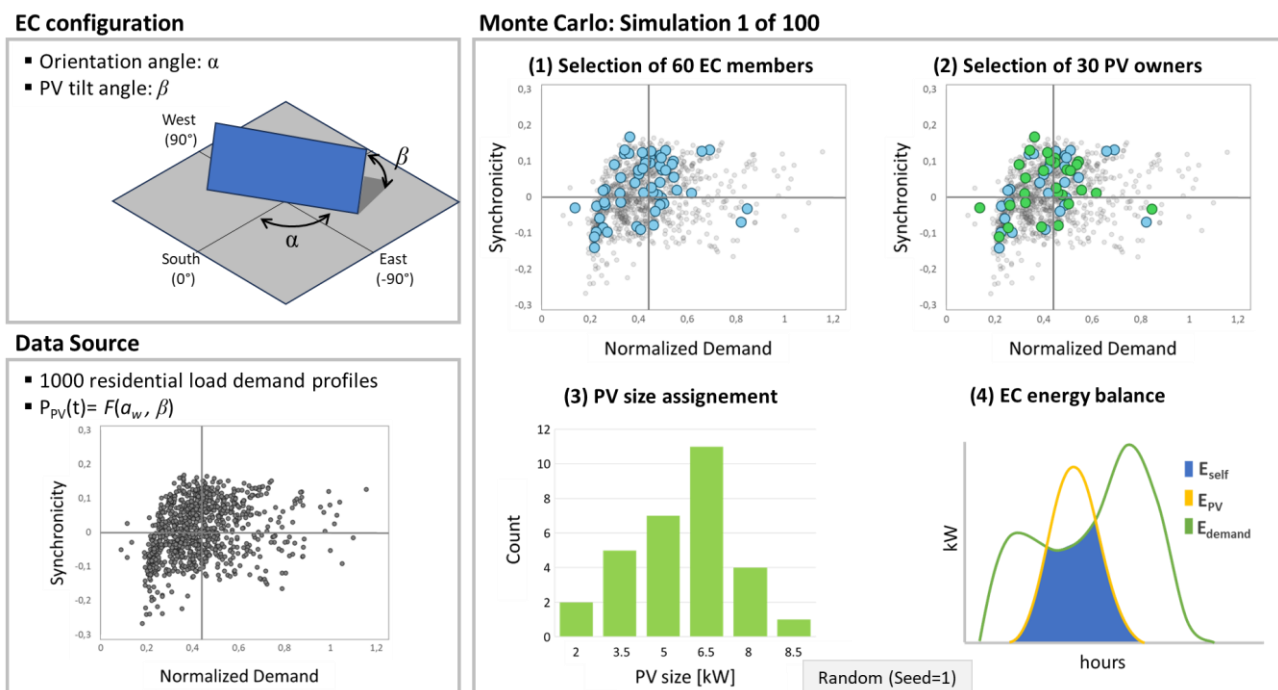 EC configuration
▪ Orientation angle: α
▪ PV tilt angle: β
West
(90°)
β
α
South
(0°)
East
(-90°)
Data Source
▪ 1000 residential load demand profiles
▪ P_PV(t)= F(a_w, β)
0,3
0,2
0,1
0
-0,1
-0,2
-0,3
Synchronicity
0
0,2
0,4
0,6
0,8
1
1,2
Normalized Demand
Monte Carlo: Simulation 1 of 100
(1) Selection of 60 EC members
0,3
0,2
0,1
0
-0,1
-0,2
-0,3
Synchronicity
0
0,2
0,4
0,6
0,8
1
1,2
Normalized Demand
(2) Selection of 30 PV owners
0,3
0,2
0,1
0
-0,1
-0,2
-0,3
Synchronicity
0
0,2
0,4
0,6
0,8
1
1,2
Normalized Demand
(3) PV size assignement
12
10
8
6
4
2
0
Count
2
3.5
5
6.5
8
8.5
PV size [kW]
Random (Seed=1)
(4) EC energy balance
kW
E_self
E_PV
E_demand
hours